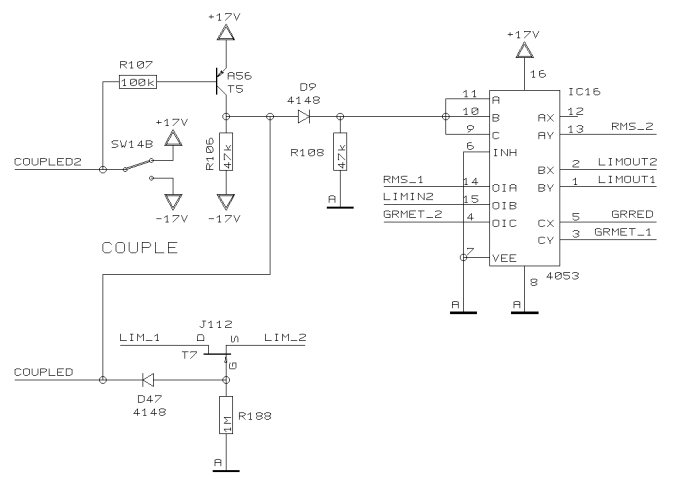 +17V
+17V
R107
100k
A56
T5
D9
4148
16
IC16
+17V
SW14B
COUPLED2
R106
47k
R108
47k
-17V
-17V
A
COUPLE
11
A
10
B
9
C
6
INH
RMS_1
14
OIA
LIMIN2
15
OIB
GRMET_2
4
OIC
7
VEE
AX
12
AY
13
RMS_2
BX
2
LIMOUT2
BY
1
LIMOUT1
CX
5
GRRED
CY
3
GRMET_1
8
4053
A
A
J112
LIM_1
D
S
LIM_2
T7
G
COUPLED
D47
4148
1M
R188
A